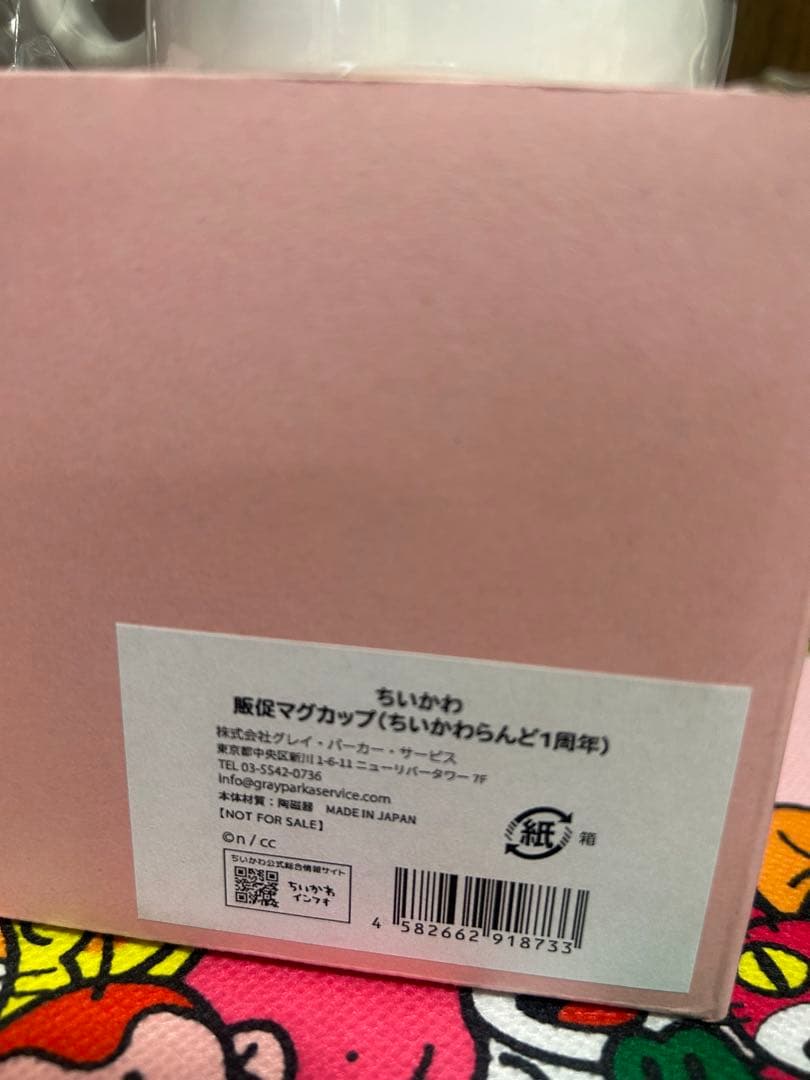 ちいかわ
販促マグカップ(ちいかわらんど1周年)
株式会社グレイ・パーカー・サービス
東京都中央区新川1-6-11 ニューリバータワー 7F
TEL 03-5542-0736
info@grayparkaservice.com
本体材質:陶磁器 MADE IN JAPAN
【NOT FOR SALE】
©n / cc
紙 箱
ちいかわ公式総合情報サイト
ちいかわ
インフォ
4 582662 918733